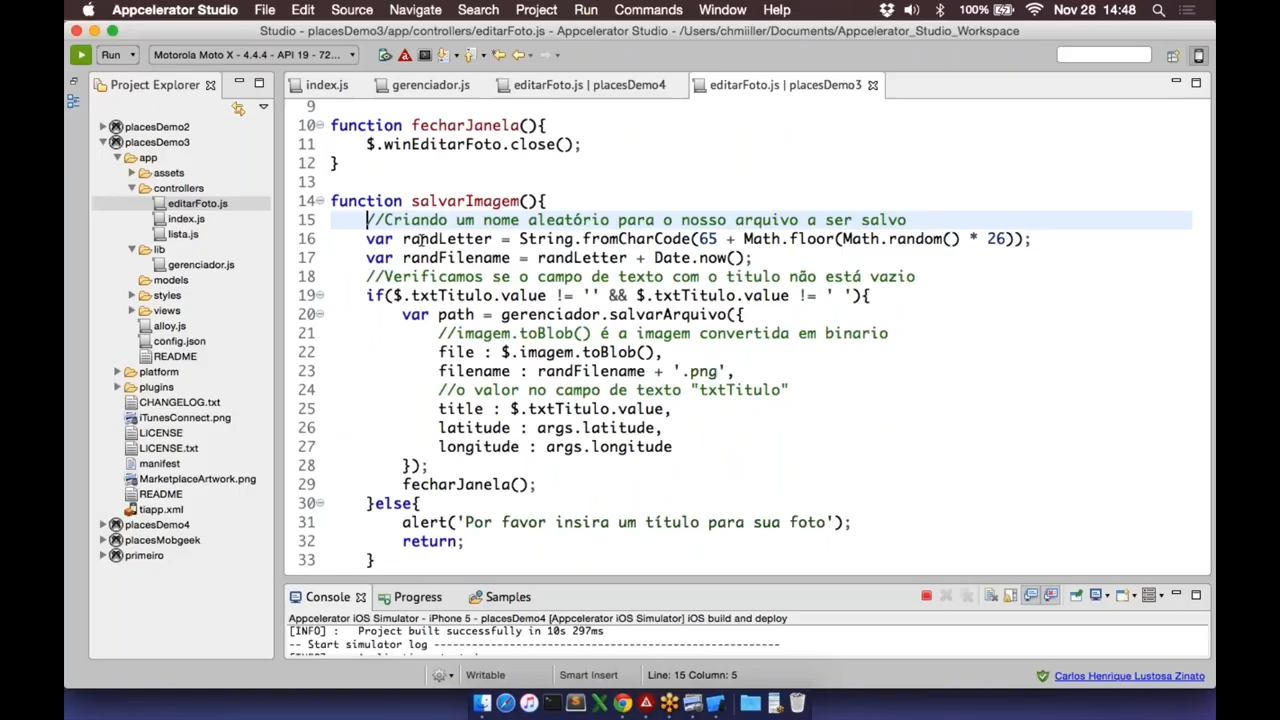 Appcelerator Studio File Edit Source Navigate Search Project Run Commands Window Help 100% Fri Nov 28 14:48
Studio - placesDemo3/app/controllers/editarFoto.js - Appcelerator Studio - /Users/chmiiller/Documents/Appcelerator_Studio_Workspace
Run Motorola Moto X - 4.4.4 - API 19 - 72...
Project Explorer
index.js
gerenciador.js
editarFoto.js | placesDemo4
editarFoto.js | placesDemo3
placesDemo2
placesDemo3
app
assets
controllers
editarFoto.js
index.js
lista.js
lib
gerenciador.js
models
styles
views
alloy.js
config.json
README
platform
plugins
CHANGELOG.txt
iTunesConnect.png
LICENSE
LICENSE.txt
manifest
MarketplaceArtwork.png
README
tiapp.xml
placesDemo4
placesMobgeek
primeiro
9
10 function fecharJanela(){
11 $.winEditarFoto.close();
12 }
13
14 function salvarImagem(){
15 //Criando um nome aleatório para o nosso arquivo a ser salvo
16 var randLetter = String.fromCharCode(65 + Math.floor(Math.random() * 26));
17 var randFilename = randLetter + Date.now();
18 //Verificamos se o campo de texto com o titulo não está vazio
19 if($.txtTitulo.value != '' && $.txtTitulo.value != ' '){
20 var path = gerenciador.salvarArquivo({
21 //imagem.toBlob() é a imagem convertida em binario
22 file : $.imagem.toBlob(),
23 filename : randFilename + '.png',
24 //o valor no campo de texto "txtTitulo"
25 title : $.txtTitulo.value,
26 latitude : args.latitude,
27 longitude : args.longitude
28 });
29 fecharJanela();
30 }else{
31 alert('Por favor insira um título para sua foto');
32 return;
33 }
Console Progress Samples
Appcelerator iOS Simulator - iPhone 5 - placesDemo4 [Appcelerator iOS Simulator] iOS build and deploy
[INFO] : Project built successfully in 10s 297ms
-- Start simulator log
Writable Smart Insert Line: 15 Column: 5 Carlos Henrique Lustosa Zinato